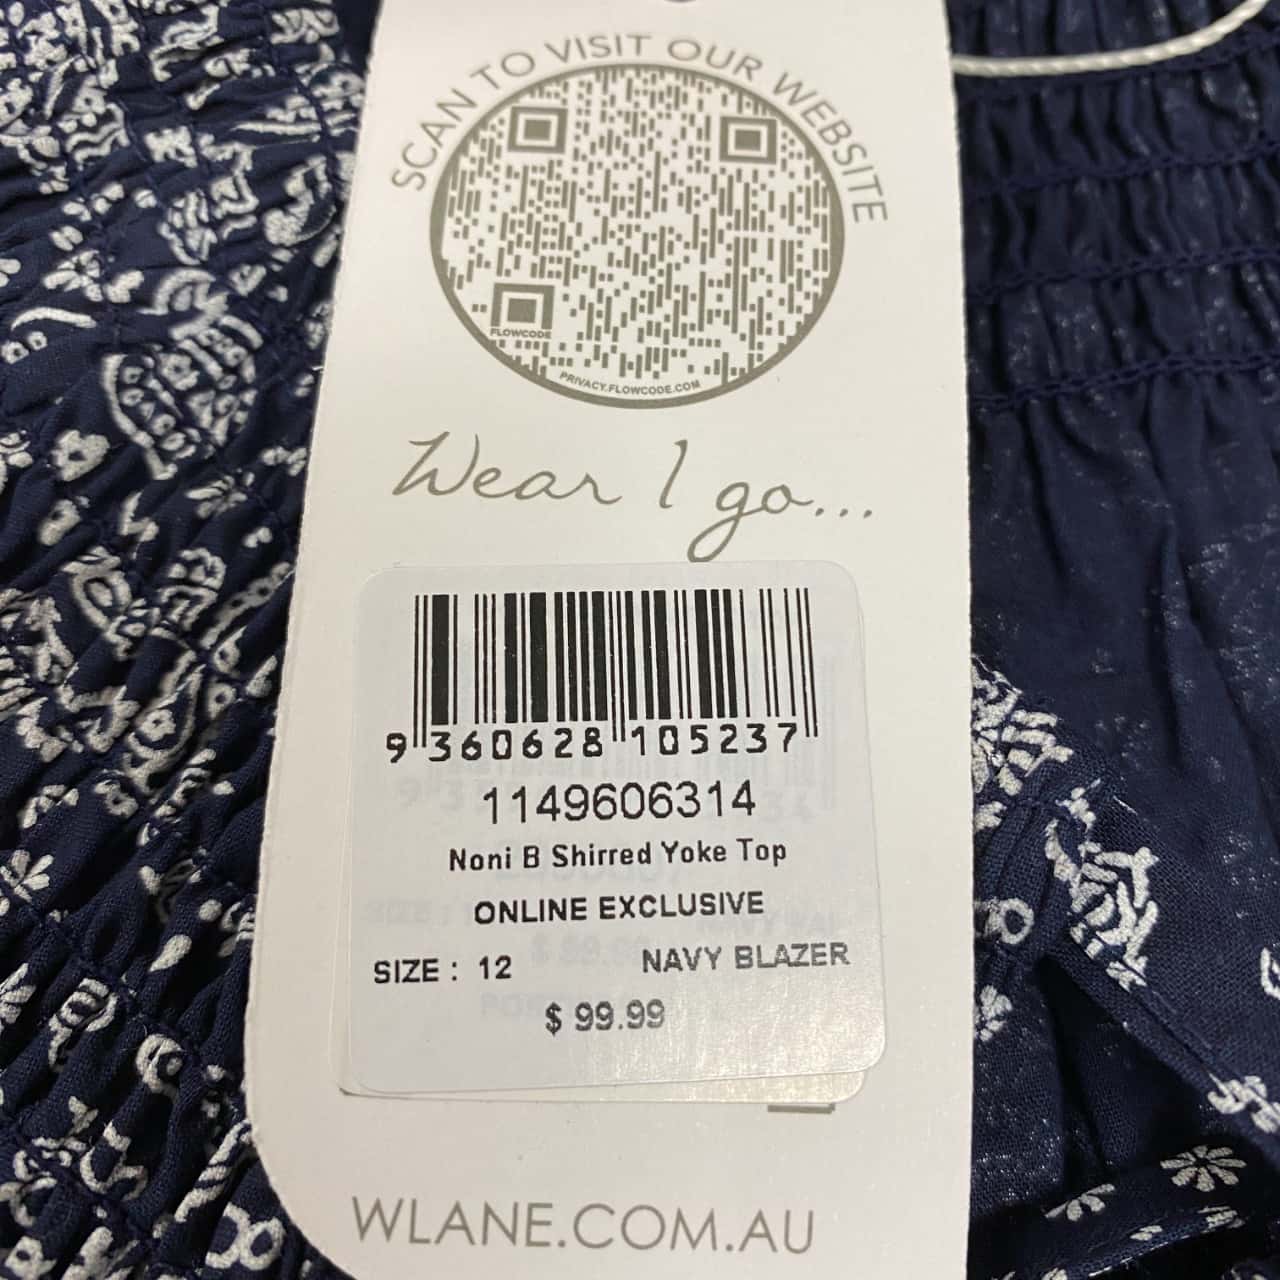 SCAN TO VISIT OUR WEBSITE
FLOWCODE
PRIVACY.FLOWCODE.COM
Wear I go...
9 360628 105237
1149606314
Noni B Shirred Yoke Top
ONLINE EXCLUSIVE
SIZE : 12 NAVY BLAZER
$ 99.99
WLANE.COM.AU